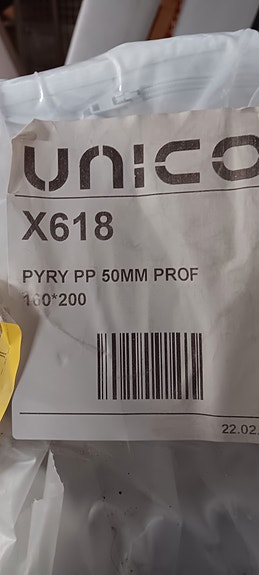 UNICO
X618
PYRY PP 50MM PROF
160*200
22.02.